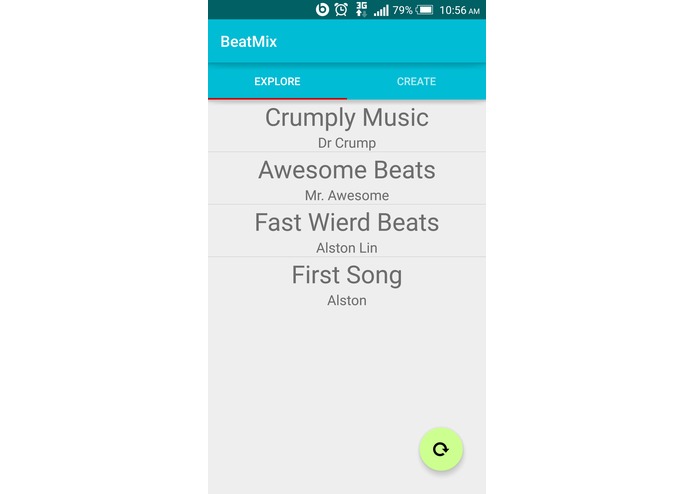 3G 79% 10:56 AM
BeatMix
EXPLORE CREATE
Crumply Music
Dr Crump
Awesome Beats
Mr. Awesome
Fast Wierd Beats
Alston Lin
First Song
Alston